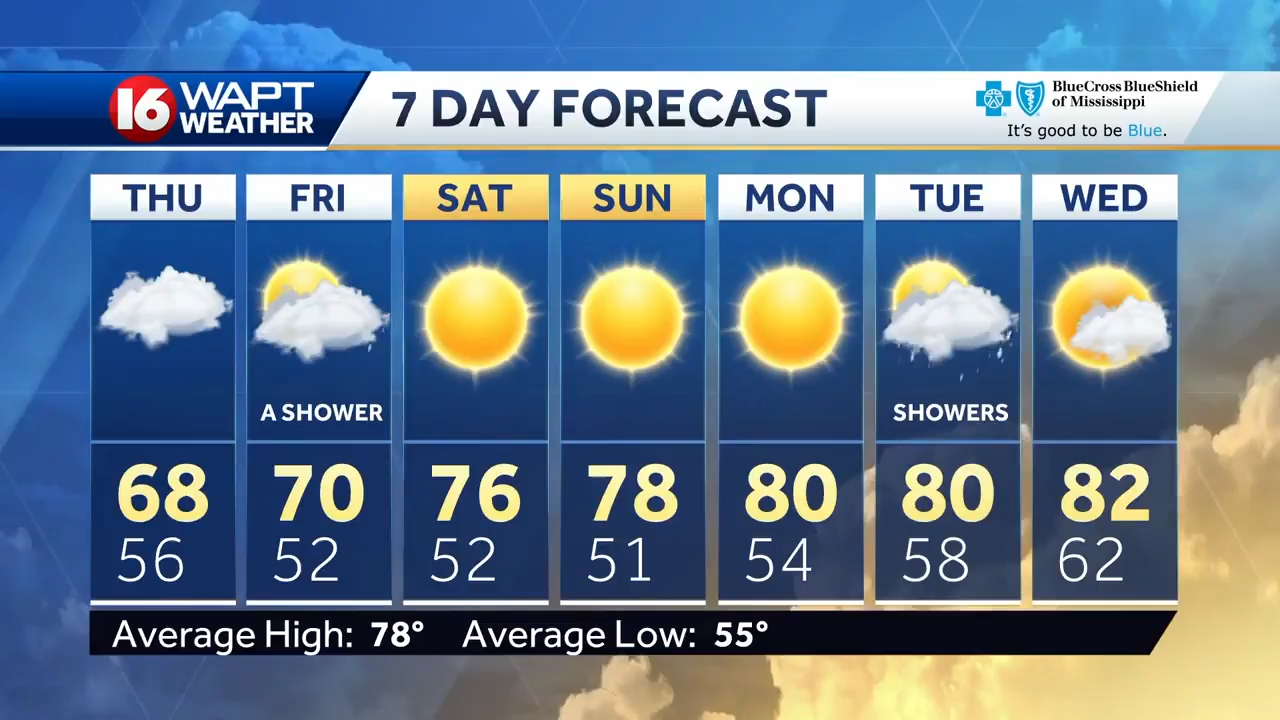 16 WAPT WEATHER
7 DAY FORECAST
BlueCross BlueShield
of Mississippi
It's good to be Blue.
THU FRI SAT SUN MON TUE WED
A SHOWER SHOWERS
68 70 76 78 80 80 82
56 52 52 51 54 58 62
Average High: 78° Average Low: 55°